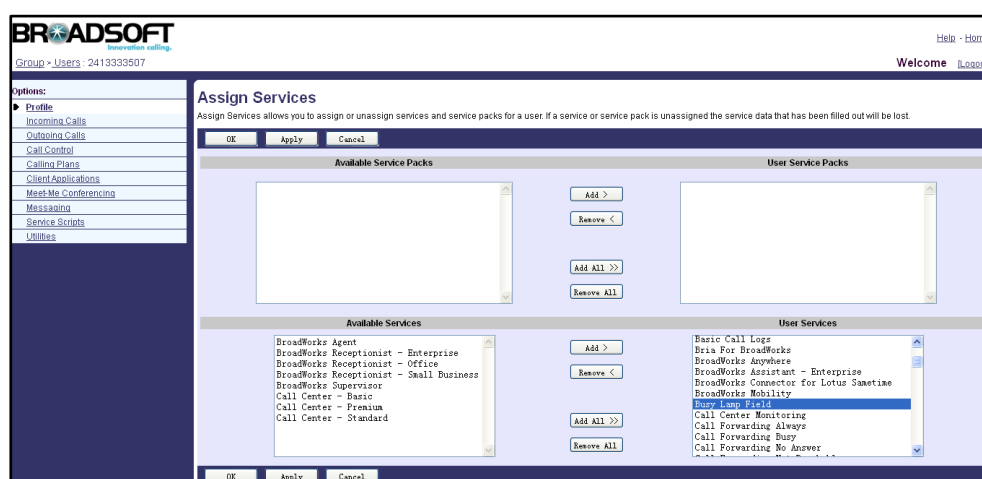 BROADSOFT
Innovation calling.
Help - Hom
Group > Users : 2413333507
Welcome [Logou
Options:
Profile
Incoming Calls
Outgoing Calls
Call Control
Calling Plans
Client Applications
Meet-Me Conferencing
Messaging
Service Scripts
Utilities
Assign Services
Assign Services allows you to assign or unassign services and service packs for a user. If a service or service pack is unassigned the service data that has been filled out will be lost.
OK Apply Cancel
Available Service Packs User Service Packs
Add >
Remove <
Add All >>
Remove All
Available Services User Services
BroadWorks Agent
BroadWorks Receptionist - Enterprise
BroadWorks Receptionist - Office
BroadWorks Receptionist - Small Business
BroadWorks Supervisor
Call Center - Basic
Call Center - Premium
Call Center - Standard
Add >
Remove <
Add All >>
Remove All
Basic Call Logs
Bria For BroadWorks
BroadWorks Anywhere
BroadWorks Assistant - Enterprise
BroadWorks Connector for Lotus Sametime
BroadWorks Mobility
Busy Lamp Field
Call Center Monitoring
Call Forwarding Always
Call Forwarding Busy
Call Forwarding No Answer
OK Apply Cancel